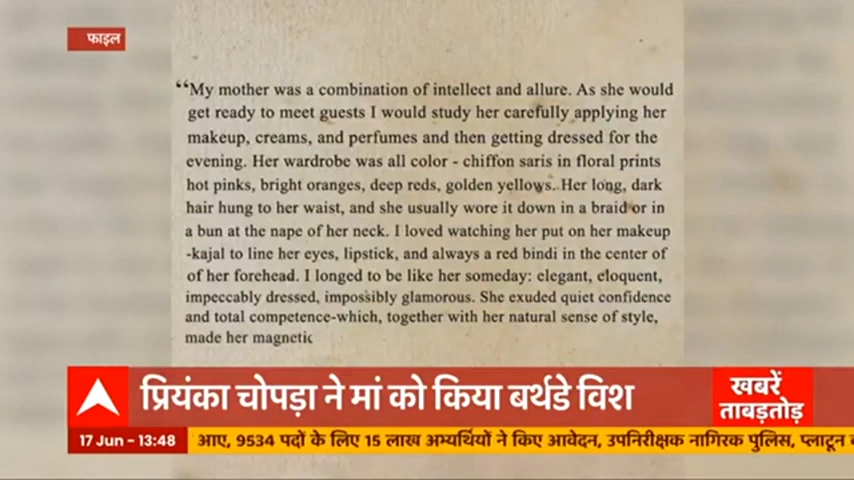 फाइल
“My mother was a combination of intellect and allure. As she would
get ready to meet guests I would study her carefully applying her
makeup, creams, and perfumes and then getting dressed for the
evening. Her wardrobe was all color - chiffon saris in floral prints
hot pinks, bright oranges, deep reds, golden yellows. Her long, dark
hair hung to her waist, and she usually wore it down in a braid or in
a bun at the nape of her neck. I loved watching her put on her makeup
-kajal to line her eyes, lipstick, and always a red bindi in the center of
of her forehead. I longed to be like her someday: elegant, eloquent,
impeccably dressed, impossibly glamorous. She exuded quiet confidence
and total competence-which, together with her natural sense of style,
made her magnetic
प्रियंका चोपड़ा ने मां को किया बर्थडे विश
खबरें
ताबड़तोड़
17 Jun - 13:48
आए, 9534 पदों के लिए 15 लाख अभ्यर्थियों ने किए आवेदन, उपनिरीक्षक नागरिक पुलिस, प्लाटून